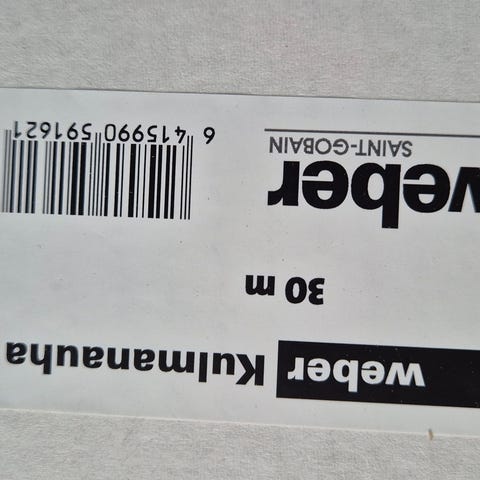 weber Kulmanauha
30 m
weber
SAINT-GOBAIN
6 415990 591621